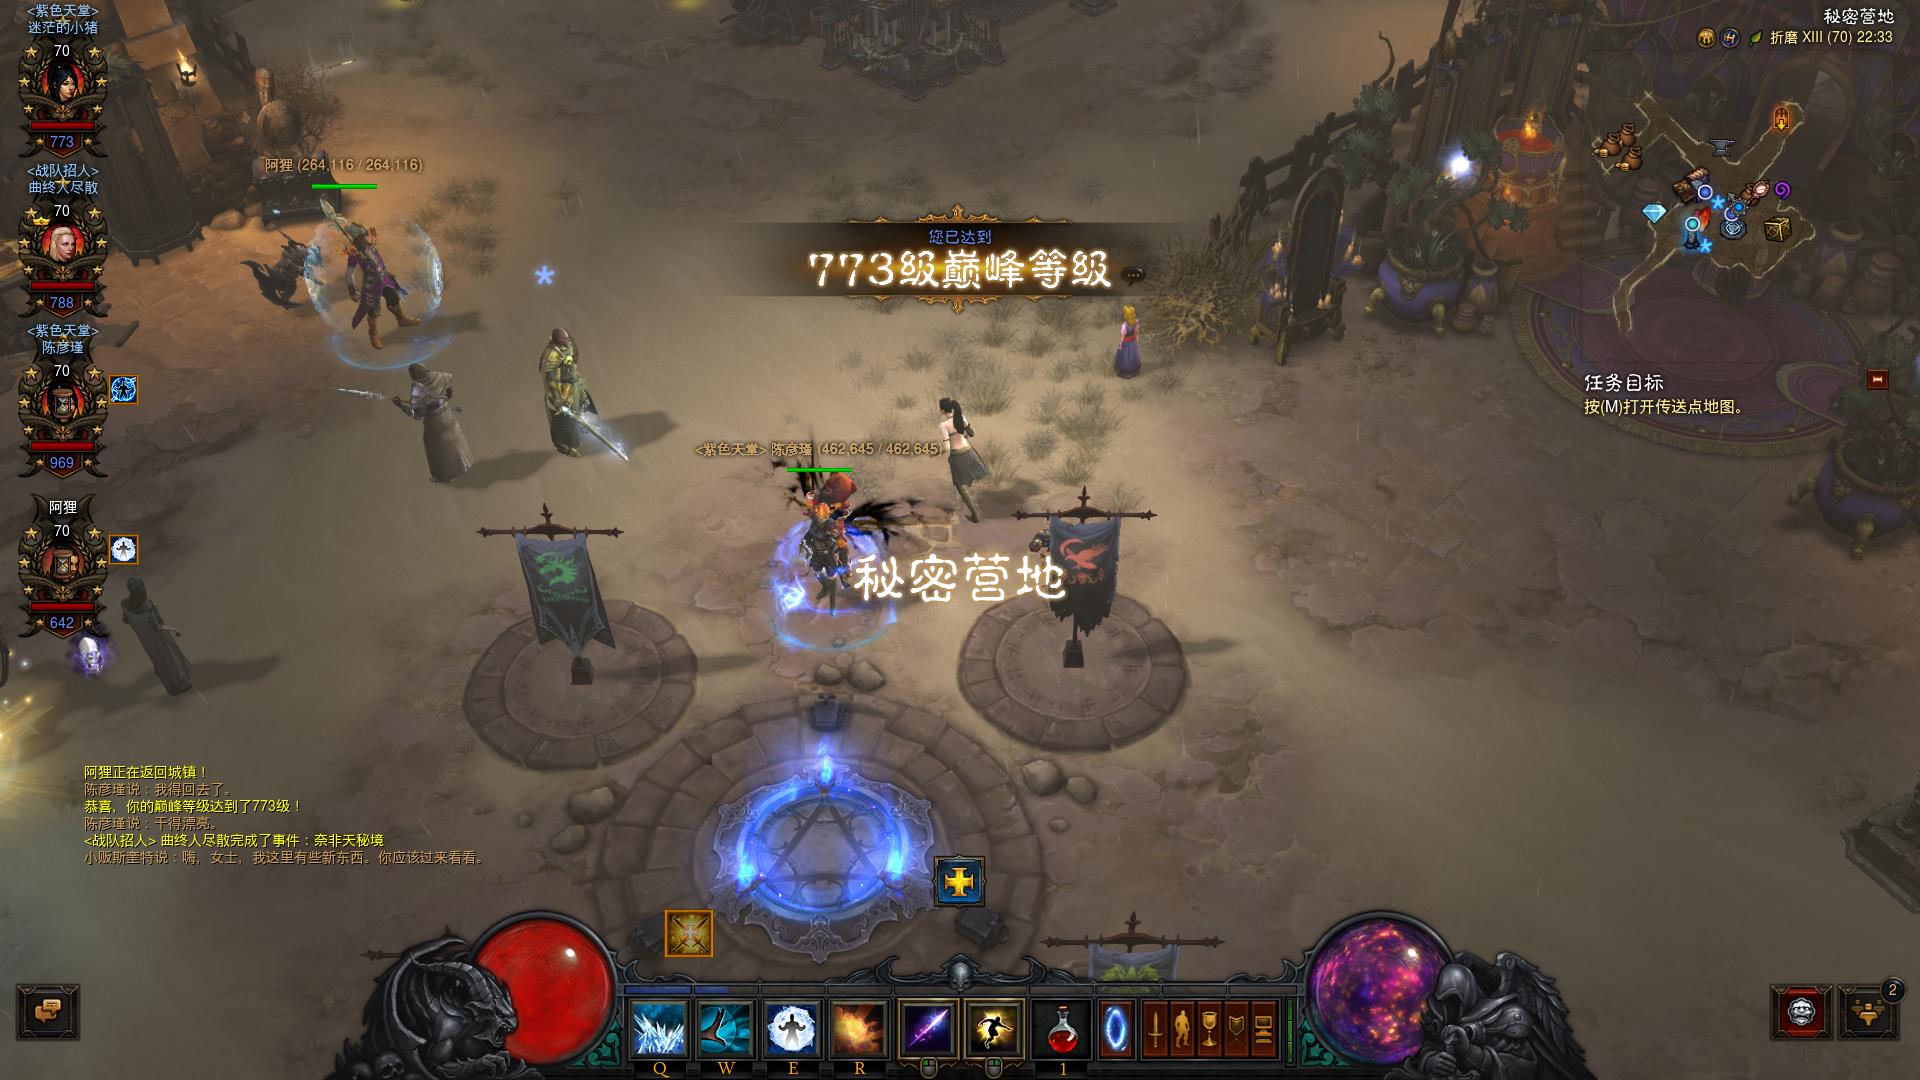 <紫色天堂>
迷茫的小猪
70
773
<战队招人>
曲终人尽散
70
788
<紫色天堂>
陈彦瑾
70
969
阿狸
70
642
阿狸 (264,116 / 264,116)
您已达到
773级巅峰等级
<紫色天堂> 陈彦瑾 (462,645 / 462,645)
秘密营地
秘密营地
折磨 XIII (70) 22:33
任务目标
按(M)打开传送点地图。
阿狸正在返回城镇！
陈彦瑾说：我得回去了。
恭喜，你的巅峰等级达到了773级！
陈彦瑾说：干得漂亮。
<战队招人> 曲终人尽散完成了事件：奈非天秘境
小贩斯奎特说：嗨，女士，我这里有些新东西。你应该过来看看。
Q W E R 1
2